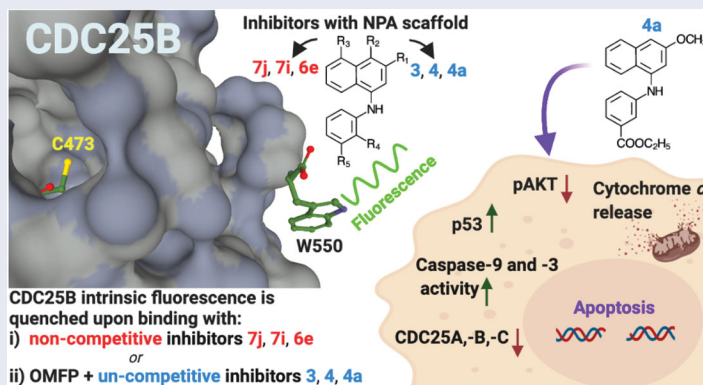 CDC25B
Inhibitors with NPA scaffold
7j, 7i, 6e
3, 4, 4a
R3
R2
R1
NH
R4
R5
C473
Fluorescence
W550
4a
NH
COOC2H5
pAKT
Cytochrome c
release
p53
Caspase-9 and -3
activity
Apoptosis
CDC25A,-B,-C
CDC25B intrinsic fluorescence is
quenched upon binding with:
i) non-competitive inhibitors 7j, 7i, 6e
or
ii) OMFP + un-competitive inhibitors 3, 4, 4a